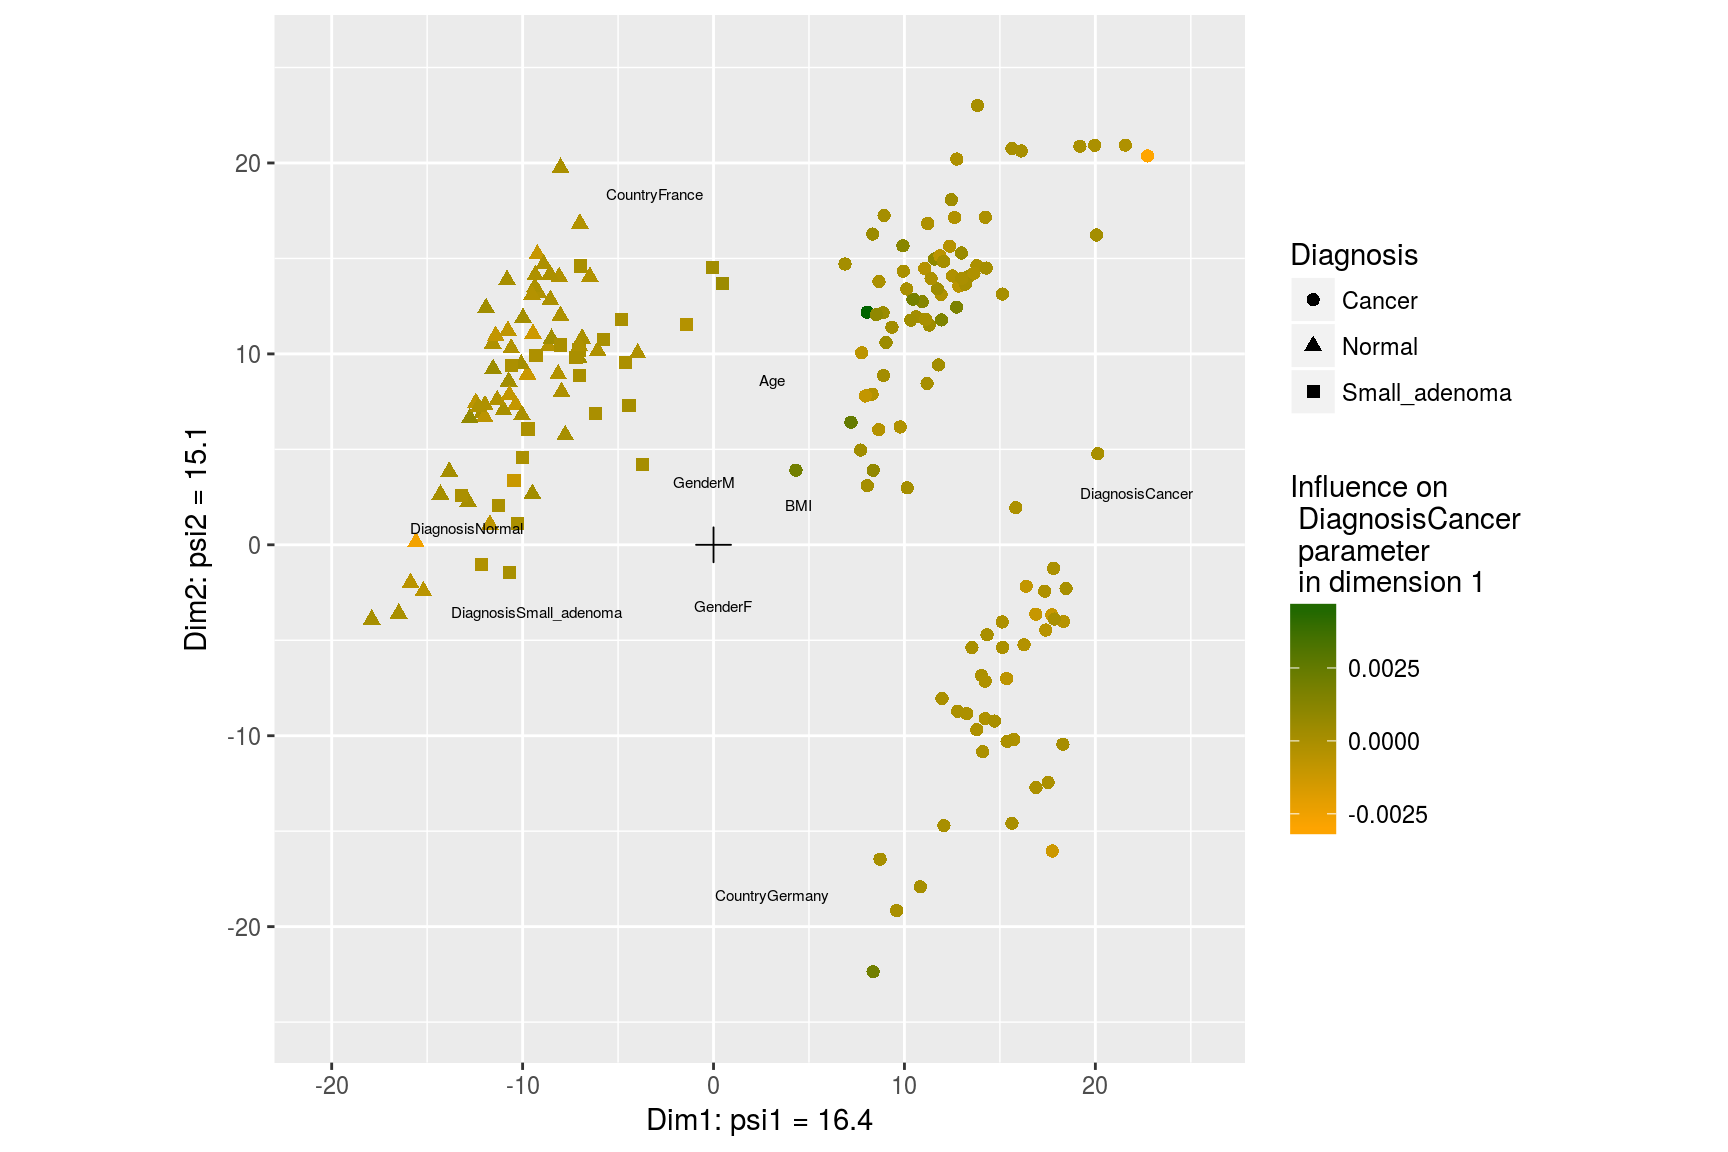 20
10
0
-10
-20
-20
-10
0
10
20
Dim1: psi1 = 16.4
Dim2: psi2 = 15.1
CountryFrance
Age
GenderM
BMI
DiagnosisCancer
DiagnosisNormal
GenderF
DiagnosisSmall_adenoma
CountryGermany
Diagnosis
Cancer
Normal
Small_adenoma
Influence on
DiagnosisCancer
parameter
in dimension 1
0.0025
0.0000
-0.0025